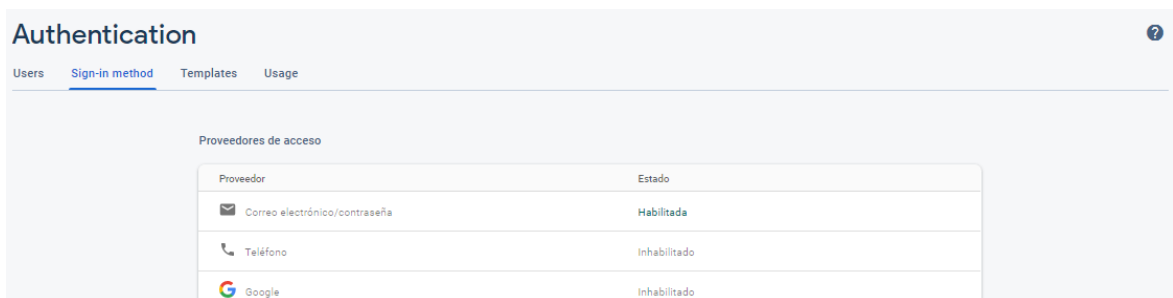 Authentication
Users Sign-in method Templates Usage
Proveedores de acceso
Proveedor Estado
Correo electrónico/contraseña Habilitada
Teléfono Inhabilitado
Google Inhabilitado